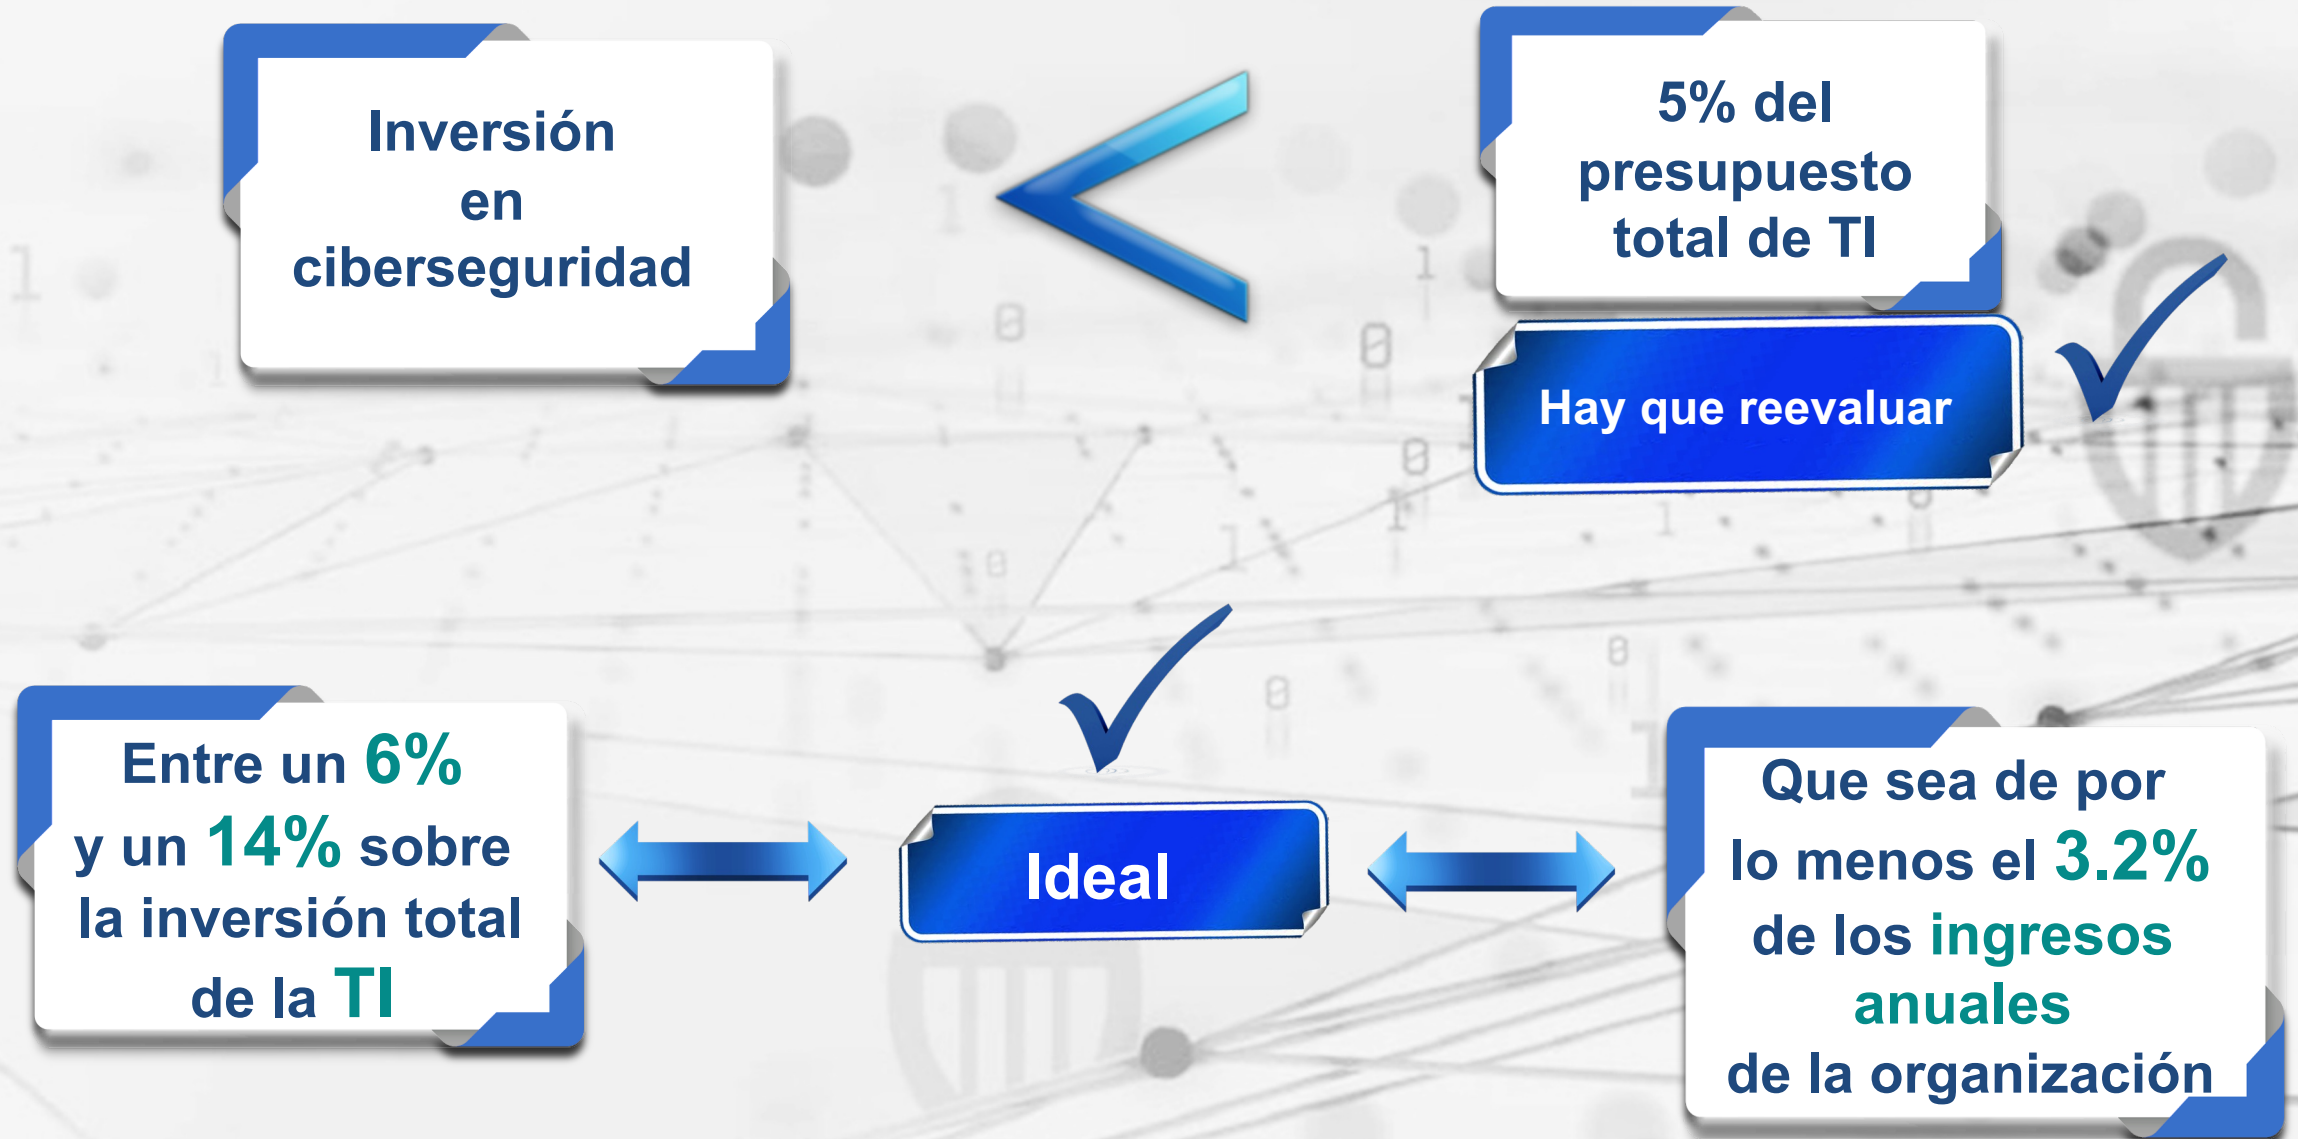 Inversión
en
ciberseguridad
5% del
presupuesto
total de TI
Hay que reevaluar
Entre un 6%
y un 14% sobre
la inversión total
de la TI
Ideal
Que sea de por
lo menos el 3.2%
de los ingresos
anuales
de la organización